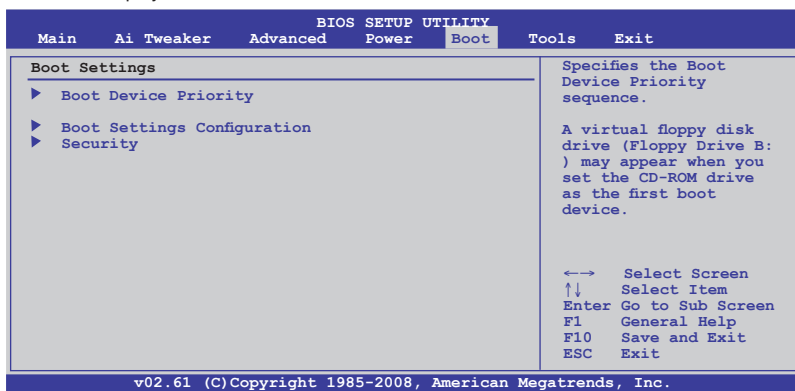 BIOS SETUP UTILITY
Main Ai Tweaker Advanced Power Boot Tools Exit
Boot Settings
Boot Device Priority
Boot Settings Configuration
Security
Specifies the Boot
Device Priority
sequence.
A virtual floppy disk
drive (Floppy Drive B:
) may appear when you
set the CD-ROM drive
as the first boot
device.
←→ Select Screen
↑↓ Select Item
Enter Go to Sub Screen
F1 General Help
F10 Save and Exit
ESC Exit
v02.61 (C)Copyright 1985-2008, American Megatrends, Inc.